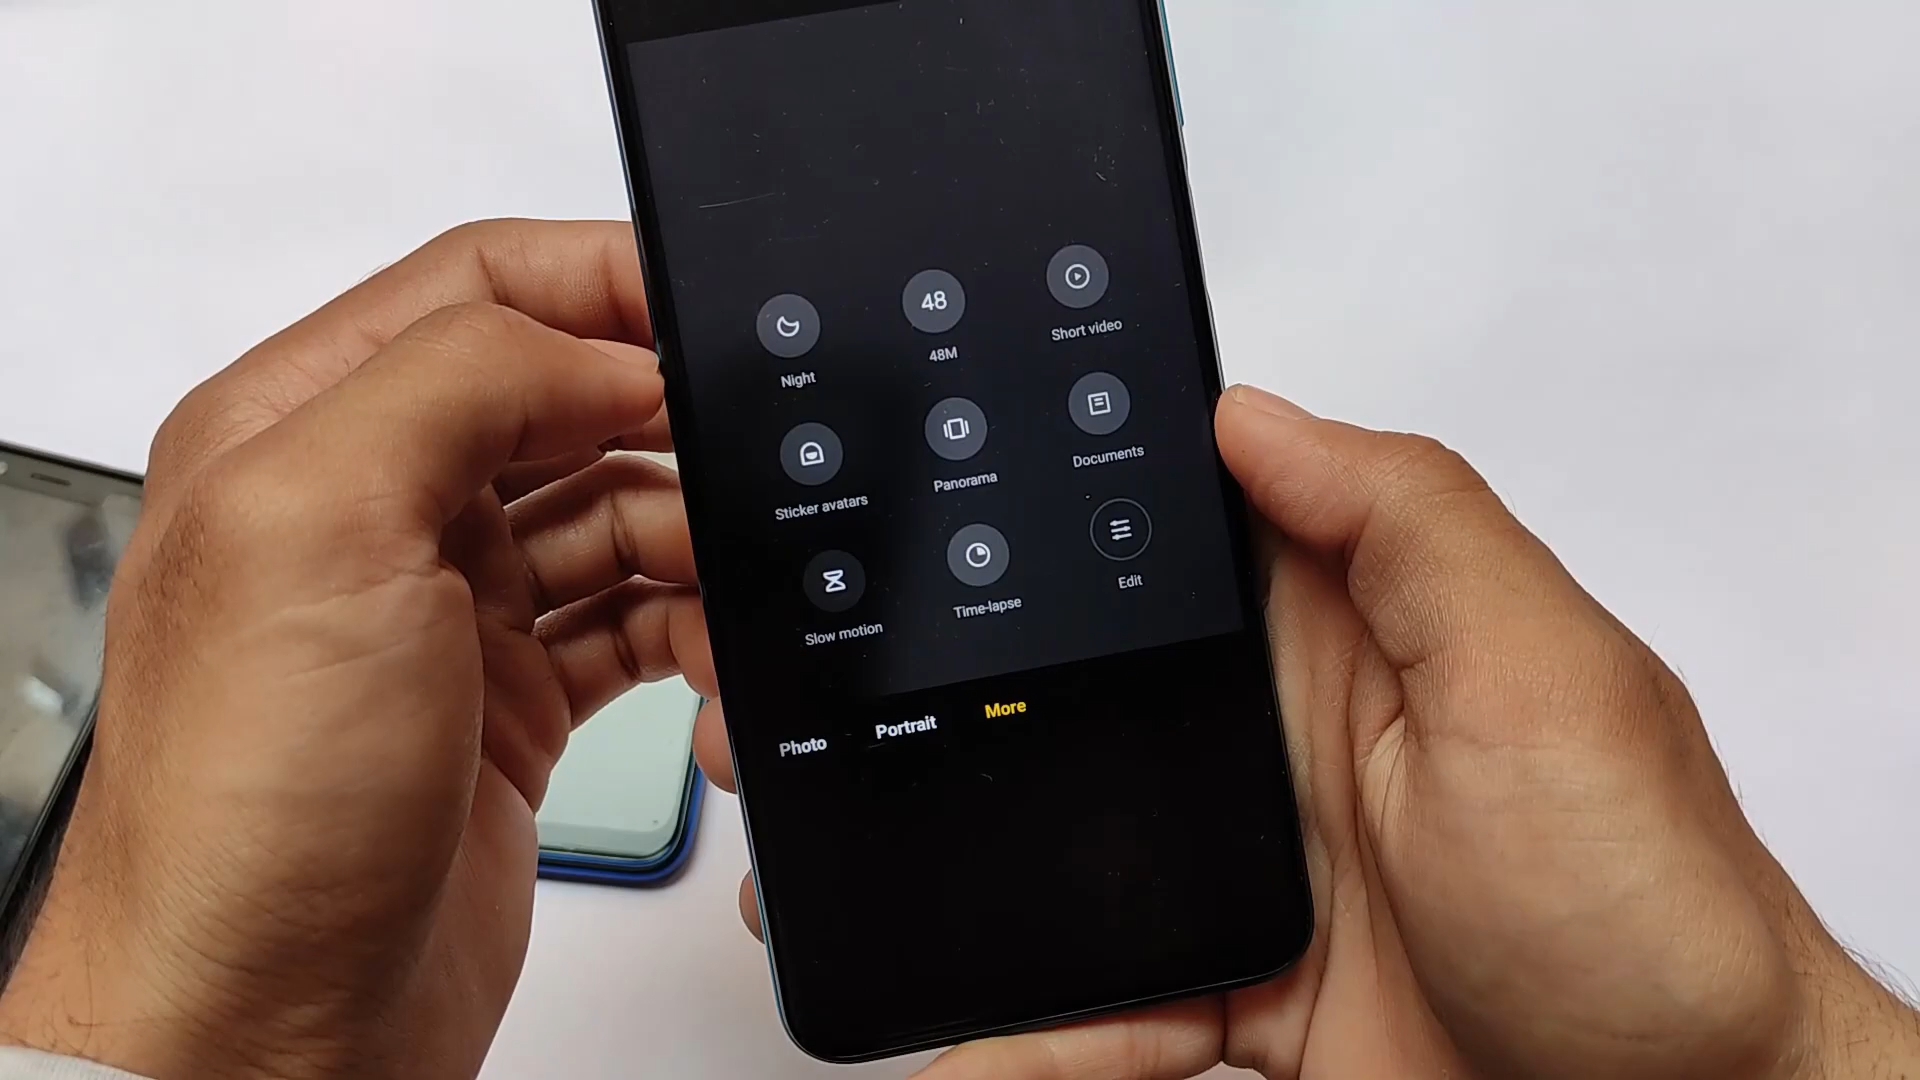 48
Night
48M
Short video
Sticker avatars
Panorama
Documents
Slow motion
Time-lapse
Edit
Photo
Portrait
More